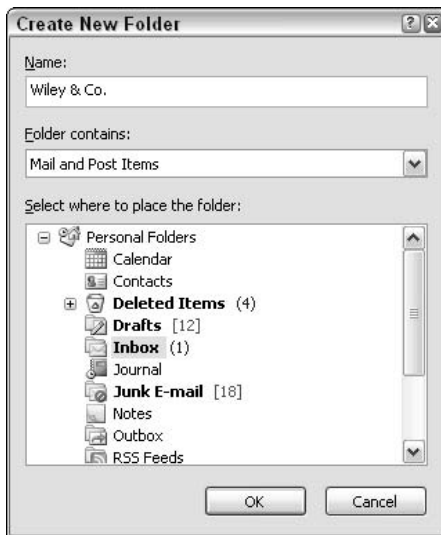 Create New Folder
Name:
Wiley & Co.
Folder contains:
Mail and Post Items
Select where to place the folder:
Personal Folders
Calendar
Contacts
Deleted Items (4)
Drafts [12]
Inbox (1)
Journal
Junk E-mail [18]
Notes
Outbox
RSS Feeds
OK Cancel